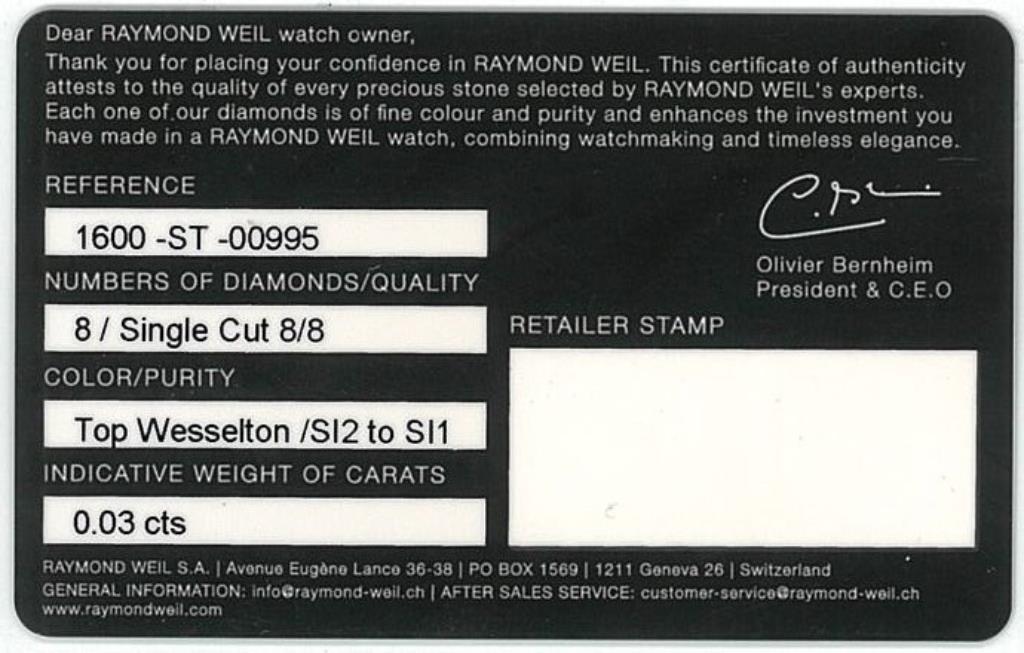 Dear RAYMOND WEIL watch owner,
Thank you for placing your confidence in RAYMOND WEIL. This certificate of authenticity
attests to the quality of every precious stone selected by RAYMOND WEIL's experts.
Each one of our diamonds is of fine colour and purity and enhances the investment you
have made in a RAYMOND WEIL watch, combining watchmaking and timeless elegance.
REFERENCE
1600 -ST -00995
NUMBERS OF DIAMONDS/QUALITY
8 / Single Cut 8/8
COLOR/PURITY
Top Wesselton /SI2 to SI1
INDICATIVE WEIGHT OF CARATS
0.03 cts
Olivier Bernheim
President & C.E.O
RETAILER STAMP
RAYMOND WEIL S.A. | Avenue Eugène Lance 36-38 | PO BOX 1569 | 1211 Geneva 26 | Switzerland
GENERAL INFORMATION: info@raymond-weil.ch | AFTER SALES SERVICE: customer-service@raymond-weil.ch
www.raymondweil.com